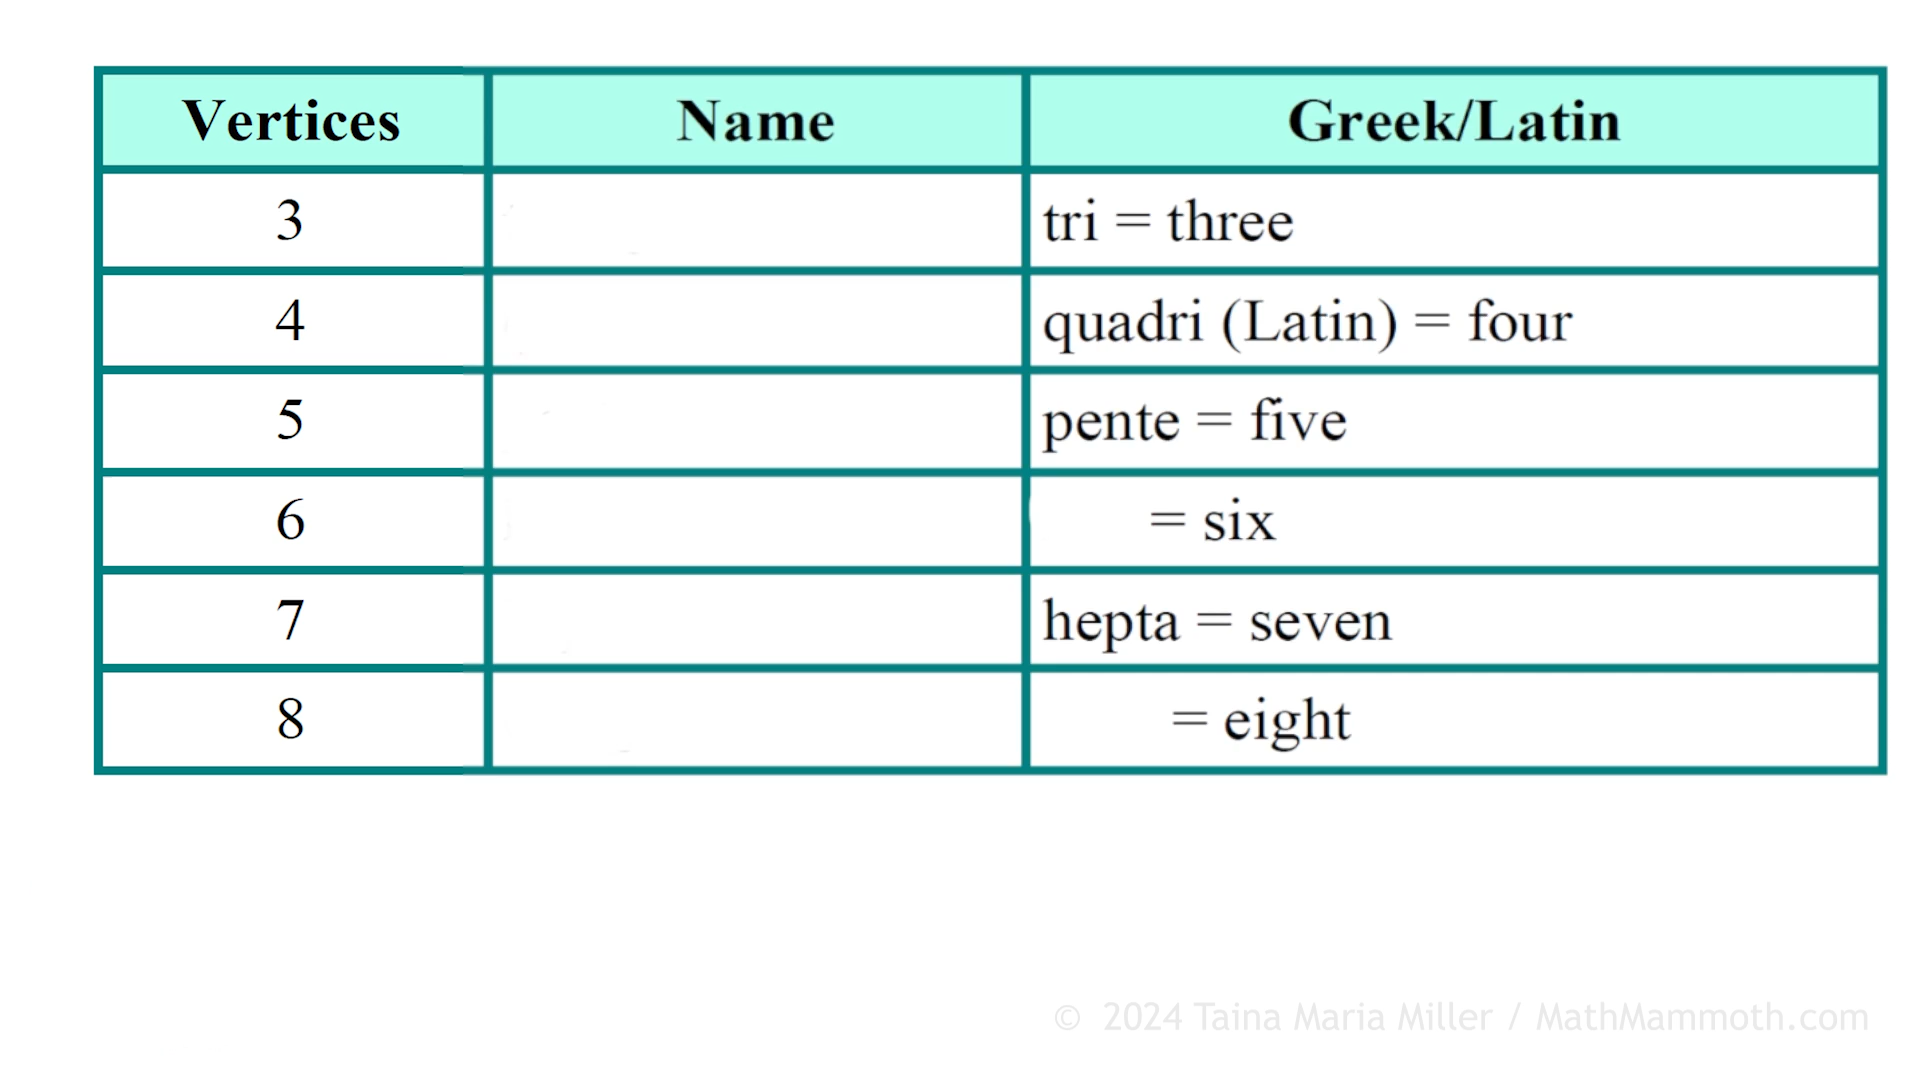 Vertices Name Greek/Latin
3 tri = three
4 quadri (Latin) = four
5 pente = five
6 = six
7 hepta = seven
8 = eight
© 2024 Taina Maria Miller / MathMammoth.com